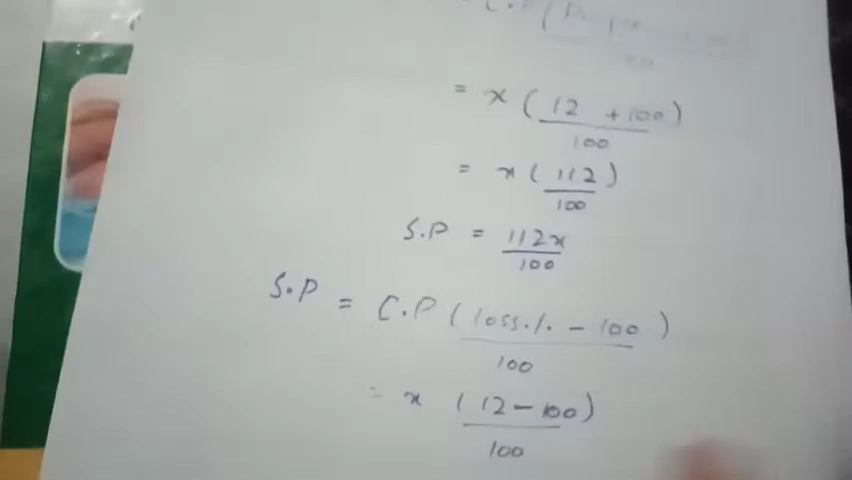 = x ( 12 + 100 ) / 100
= x ( 112 ) / 100
S.P = 112x / 100
S.P = C.P ( loss.%. - 100 ) / 100
= x ( 12 - 100 ) / 100